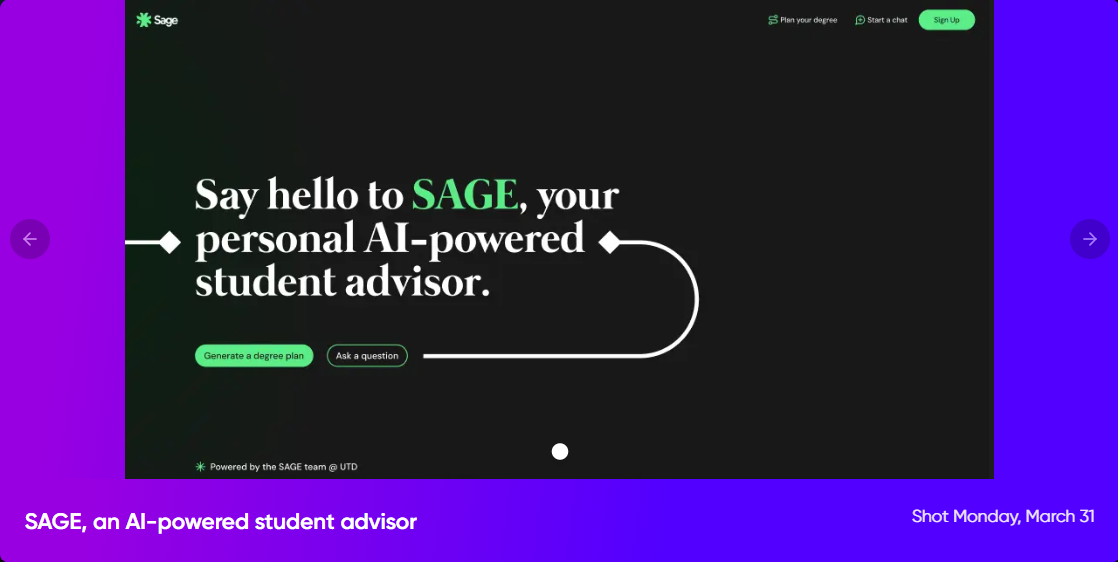 Sage
Plan your degree
Start a chat
Sign Up
Say hello to SAGE, your
personal AI-powered
student advisor.
Generate a degree plan
Ask a question
Powered by the SAGE team @ UTD
SAGE, an AI-powered student advisor
Shot Monday, March 31